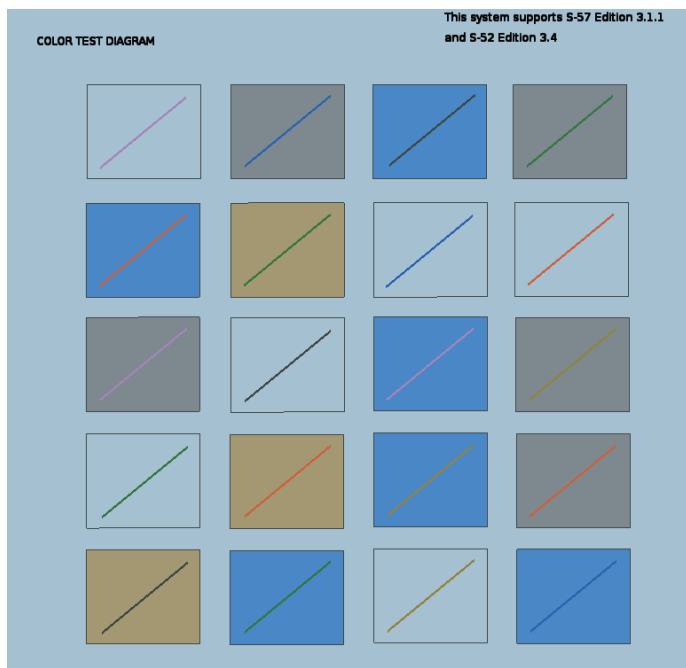 This system supports S-57 Edition 3.1.1
and S-52 Edition 3.4
COLOR TEST DIAGRAM